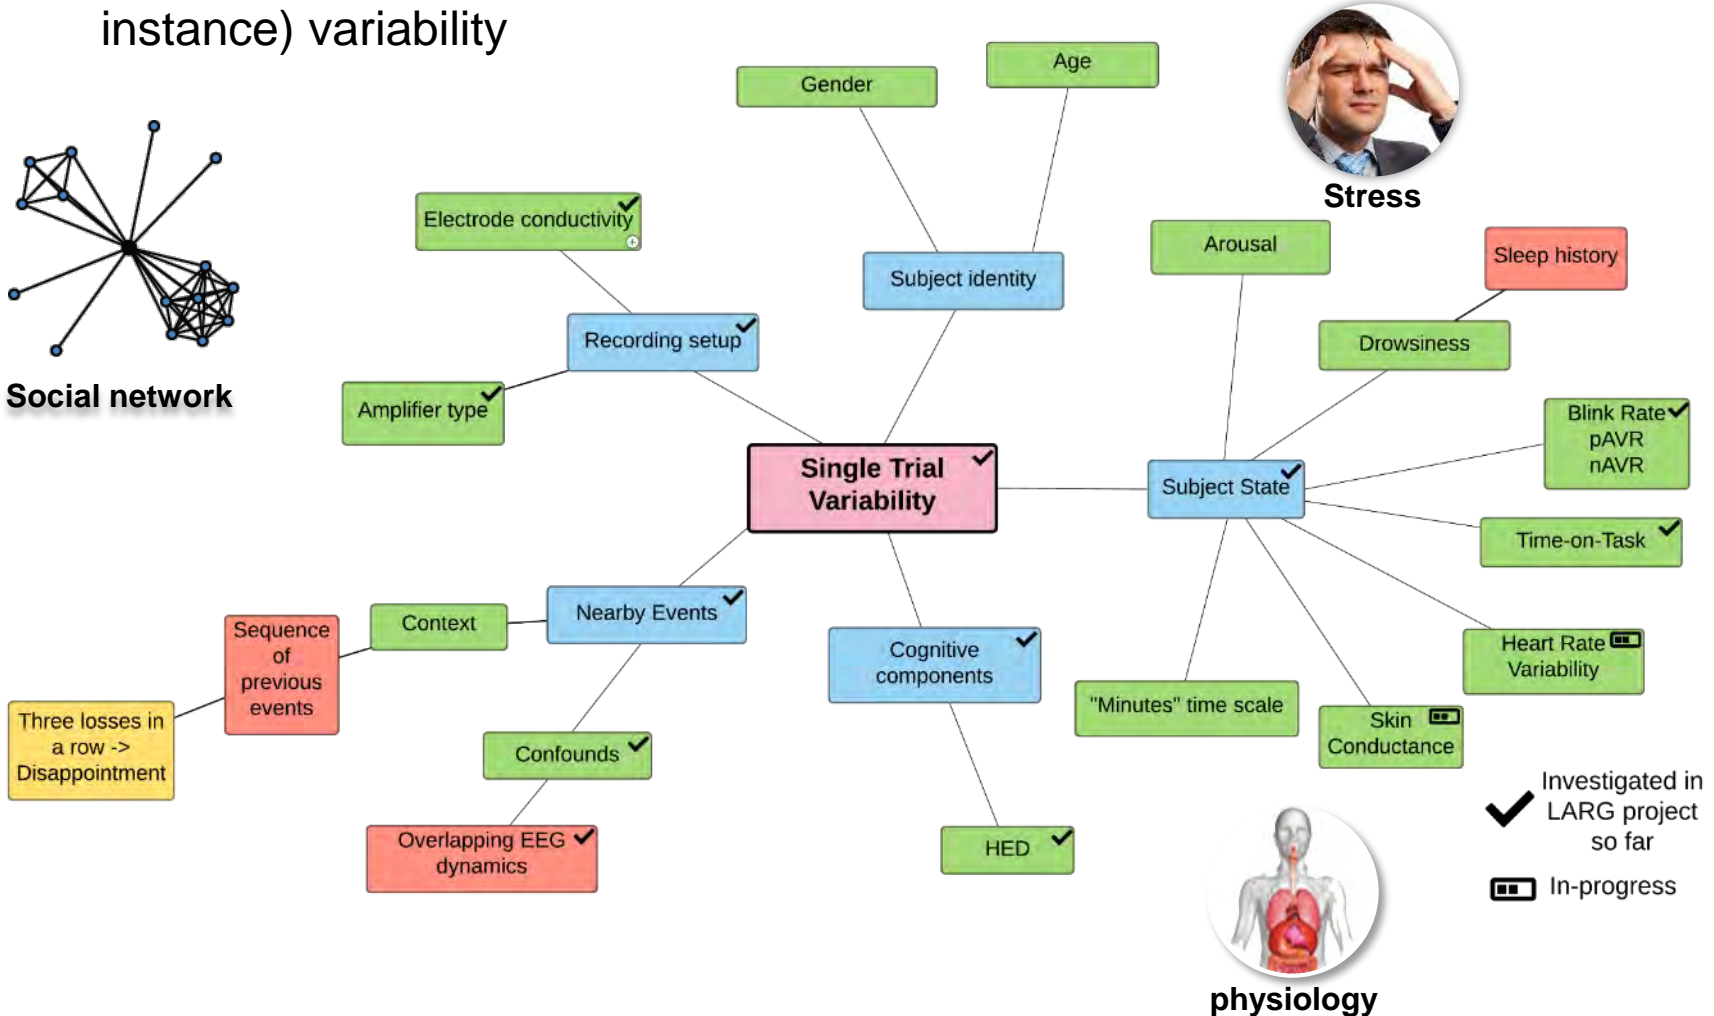 instance) variability
Gender
Age
Stress
Electrode conductivity
Arousal
Sleep history
Subject identity
Recording setup
Drowsiness
Social network
Amplifier type
Blink Rate
pAVR
nAVR
Single Trial
Variability
Subject State
Time-on-Task
Nearby Events
Context
Sequence
of
previous
events
Cognitive
components
Heart Rate
Variability
"Minutes" time scale
Skin
Conductance
Three losses in
a row ->
Disappointment
Confounds
Overlapping EEG
dynamics
HED
Investigated in
LARG project
so far
In-progress
physiology